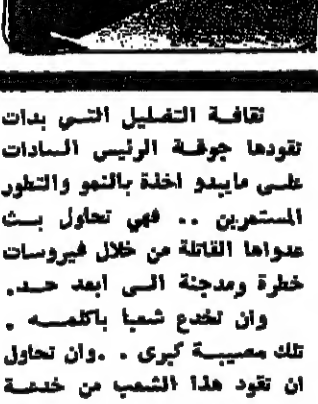 ثقافة التضليل التي بدات
تقودها جوقة الرئيس السادات
على مايبدو اخذة بالنمو والتطور
المستمرين .. فهي تحاول بث
عدواها القاتلة من خلال فيروسات
خطرة ومدجنة الى ابعد حد.
وان تخدع شعبا باكلمه .
تلك مصيبة كبرى . .وان تحاول
ان تقود هذا الشعب من خدعة